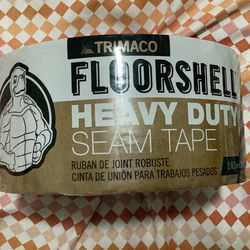 TRIMACO
FLOORSHELL
HEAVY DUTY
SEAM TAPE
RUBAN DE JOINT ROBUSTE
CINTA DE UNIÓN PARA TRABAJOS PESADOS